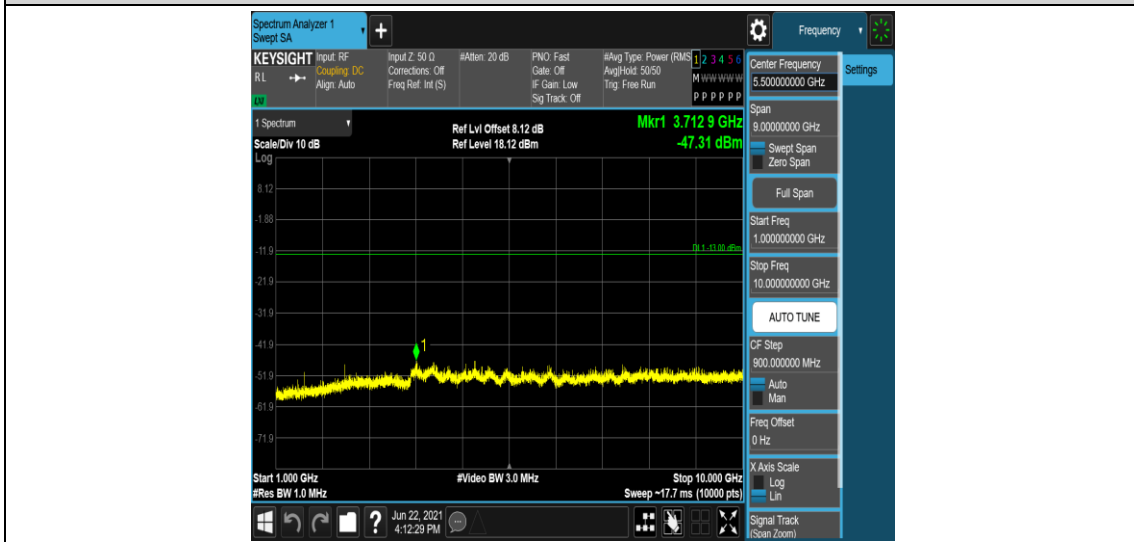 Spectrum Analyzer 1
Swept SA
+
Frequency
KEYSIGHT
RL
LXI
Input: RF
Coupling: DC
Align: Auto
Input Z: 50 Ω
Corrections: Off
Freq Ref: Int (S)
#Atten: 20 dB
PNO: Fast
Gate: Off
IF Gain: Low
Sig Track: Off
#Avg Type: Power (RMS
Avg|Hold: 50/50
Trig: Free Run
1 2 3 4 5 6
M W W W W W
P P P P P P
Center Frequency
5.500000000 GHz
Settings
Span
9.00000000 GHz
Swept Span
Zero Span
Full Span
Start Freq
1.000000000 GHz
Stop Freq
10.000000000 GHz
AUTO TUNE
CF Step
900.000000 MHz
Auto
Man
Freq Offset
0 Hz
X Axis Scale
Log
Lin
Signal Track
(Span Zoom)
1 Spectrum
Scale/Div 10 dB
Log
Ref Lvl Offset 8.12 dB
Ref Level 18.12 dBm
Mkr1 3.712 9 GHz
-47.31 dBm
8.12
-1.88
-11.9
DL1 -13.00 dBm
-21.9
-31.9
-41.9
1
-51.9
-61.9
-71.9
Start 1.000 GHz
#Res BW 1.0 MHz
#Video BW 3.0 MHz
Stop 10.000 GHz
Sweep ~17.7 ms (10000 pts)
?
Jun 22, 2021
4:12:29 PM